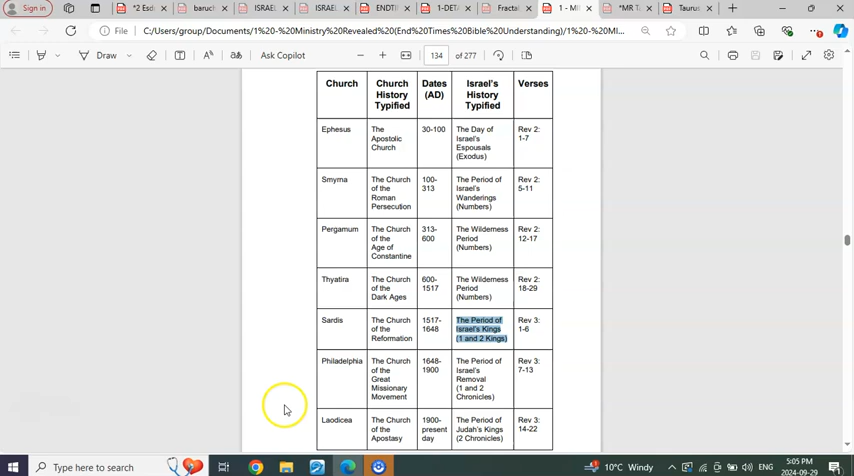 Sign in
*2 Esd
baruch
ISRAEL
ISRAEL
ENDTIN
1-DETA
Fractal
1 - MI
*MR Ta
Taurus
File
C:/Users/group/Documents/1%20-%20Ministry%20Revealed%20(End%20Times%20Bible%20Understanding)/1%20-%20MI...
Draw
Ask Copilot
134
of 277
Church
Church
History
Typified
Dates
(AD)
Israel's
History
Typified
Verses
Ephesus
The
Apostolic
Church
30-100
The Day of
Israel's
Espousals
(Exodus)
Rev 2:
1-7
Smyrna
The Church
of the
Roman
Persecution
100-
313
The Period of
Israel's
Wanderings
(Numbers)
Rev 2:
5-11
Pergamum
The Church
of the
Age of
Constantine
313-
600
The Wilderness
Period
(Numbers)
Rev 2:
12-17
Thyatira
The Church
of the
Dark Ages
600-
1517
The Wilderness
Period
(Numbers)
Rev 2:
18-29
Sardis
The Church
of the
Reformation
1517-
1648
The Period of
Israel's Kings
(1 and 2 Kings)
Rev 3:
1-6
Philadelphia
The Church
of the
Great
Missionary
Movement
1648-
1900
The Period of
Israel's
Removal
(1 and 2
Chronicles)
Rev 3:
7-13
Laodicea
The Church
of the
Apostasy
1900-
present
day
The Period of
Judah's Kings
(2 Chronicles)
Rev 3:
14-22
Type here to search
10°C Windy
ENG
5:05 PM
2024-09-29